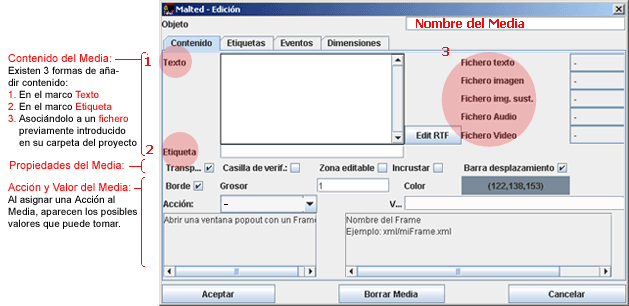 Malted - Edición
Objeto
Nombre del Media
Contenido Etiquetas Eventos Dimensiones
Contenido del Media:
Existen 3 formas de aña-
dir contenido:
1. En el marco Texto
2. En el marco Etiqueta
3. Asociándolo a un fichero
previamente introducido
en su carpeta del proyecto
1
Texto
3
Fichero texto -
Fichero imagen -
Fichero img. sust. -
Fichero Audio -
Edit RTF Fichero Video -
2
Etiqueta
Propiedades del Media:
Transp... Casilla de verif.: Zona editable Incrustar Barra desplazamiento
Acción y Valor del Media:
Al asignar una Acción al
Media, aparecen los posibles
valores que puede tomar.
Borde Grosor 1 Color (122,138,153)
Acción: - V...
Abrir una ventana popout con un Frame
Nombre del Frame
Ejemplo: xml/miFrame.xml
Aceptar Borrar Media Cancelar